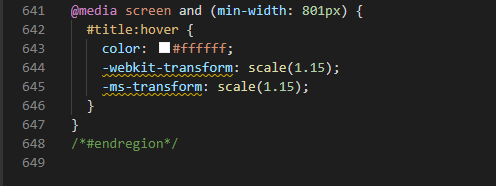 641 @media screen and (min-width: 801px) {
642 #title:hover {
643 color: #ffffff;
644 -webkit-transform: scale(1.15);
645 -ms-transform: scale(1.15);
646 }
647 }
648 /*#endregion*/
649